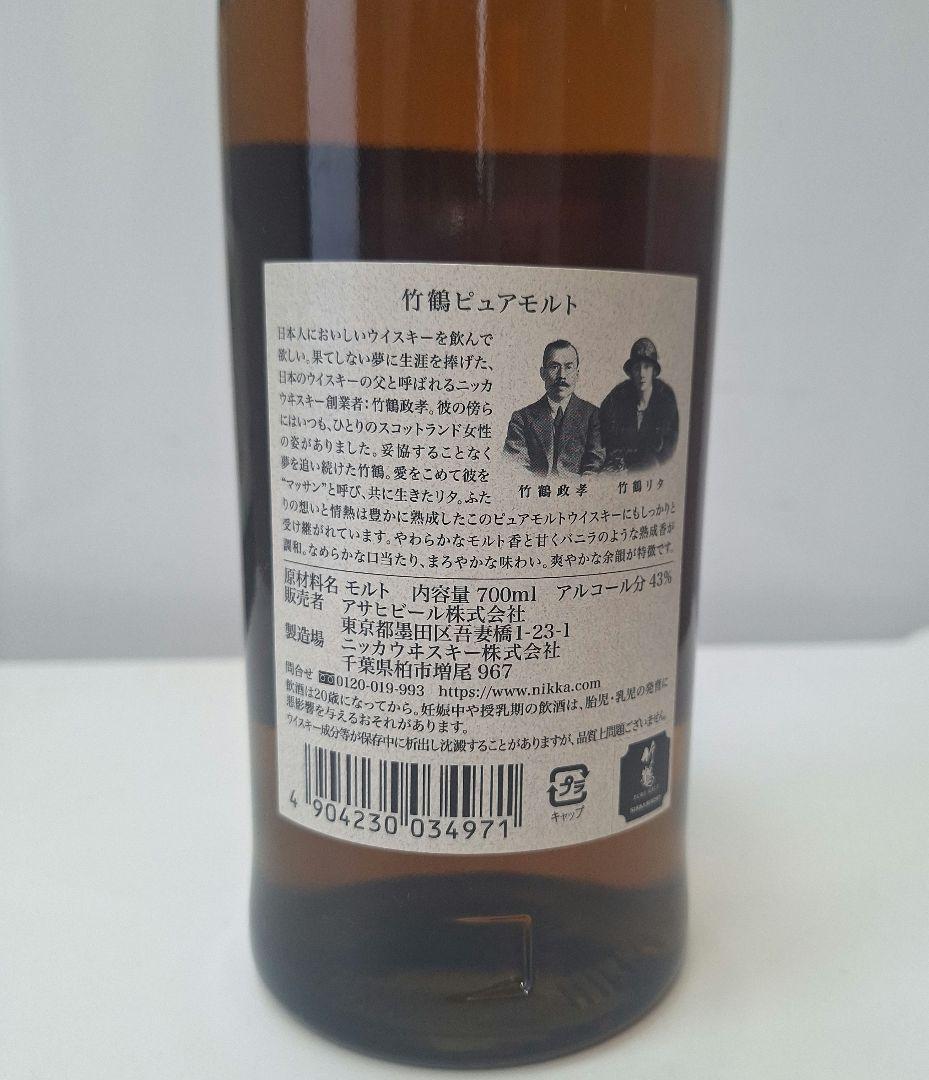 竹鶴ピュアモルト
日本人においしいウイスキーを飲んで
欲しい。果てしない夢に生涯を捧げた、
日本のウイスキーの父と呼ばれるニッカ
ウヰスキー創業者：竹鶴政孝。彼の傍ら
にはいつも、ひとりのスコットランド女性
の姿がありました。妥協することなく
夢を追い続けた竹鶴。愛をこめて彼を
“マッサン”と呼び、共に生きたリタ。ふた
りの想いと情熱は豊かに熟成したこのピュアモルトウイスキーにもしっかりと
受け継がれています。やわらかなモルト香と甘くバニラのような熟成香が
調和。なめらかな口当たり、まろやかな味わい。爽やかな余韻が特徴です。
竹鶴政孝 竹鶴リタ
原材料名 モルト 内容量 700ml アルコール分 43%
販売者 アサヒビール株式会社
東京都墨田区吾妻橋1-23-1
製造場 ニッカウヰスキー株式会社
千葉県柏市増尾 967
問合せ 0120-019-993 https://www.nikka.com
飲酒は20歳になってから。妊娠中や授乳期の飲酒は、胎児・乳児の発育に
悪影響を与えるおそれがあります。
ウイスキー成分等が保存中に析出し沈澱することがありますが、品質上問題ございません。
4 904230 034971
プラ
キャップ
竹鶴